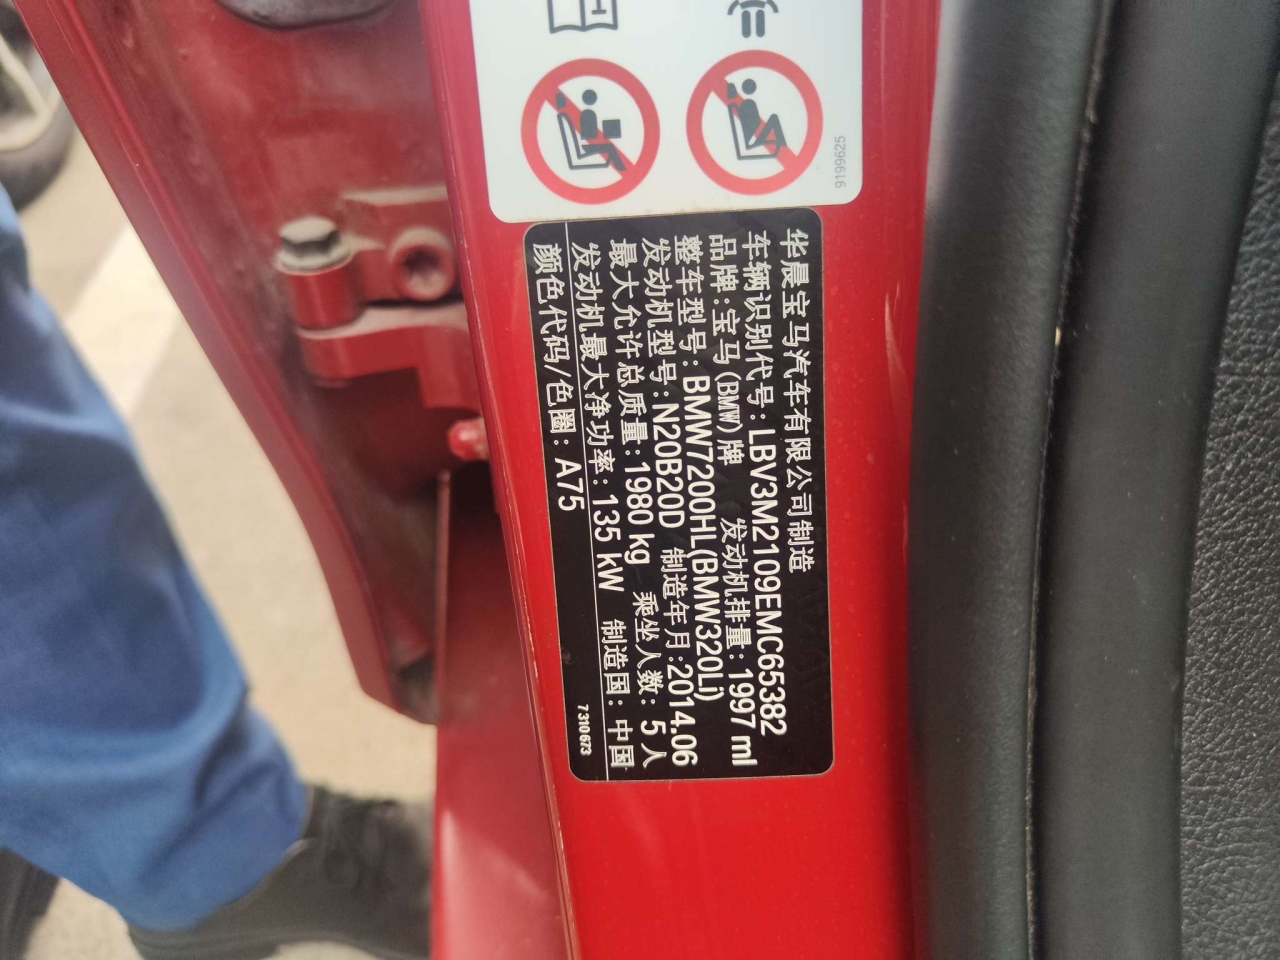 9199625
华晨宝马汽车有限公司制造
车辆识别代号：LBV3M2109EMC65382
品牌：宝马(BMW)牌 发动机排量：1997 ml
整车型号：BMW7200HL(BMW320Li)
发动机型号：N20B20D 制造年月：2014.06
最大允许总质量：1980 kg 乘坐人数：5 人
发动机最大净功率：135 kW 制造国：中国
颜色代码/色圈：A75
7310673